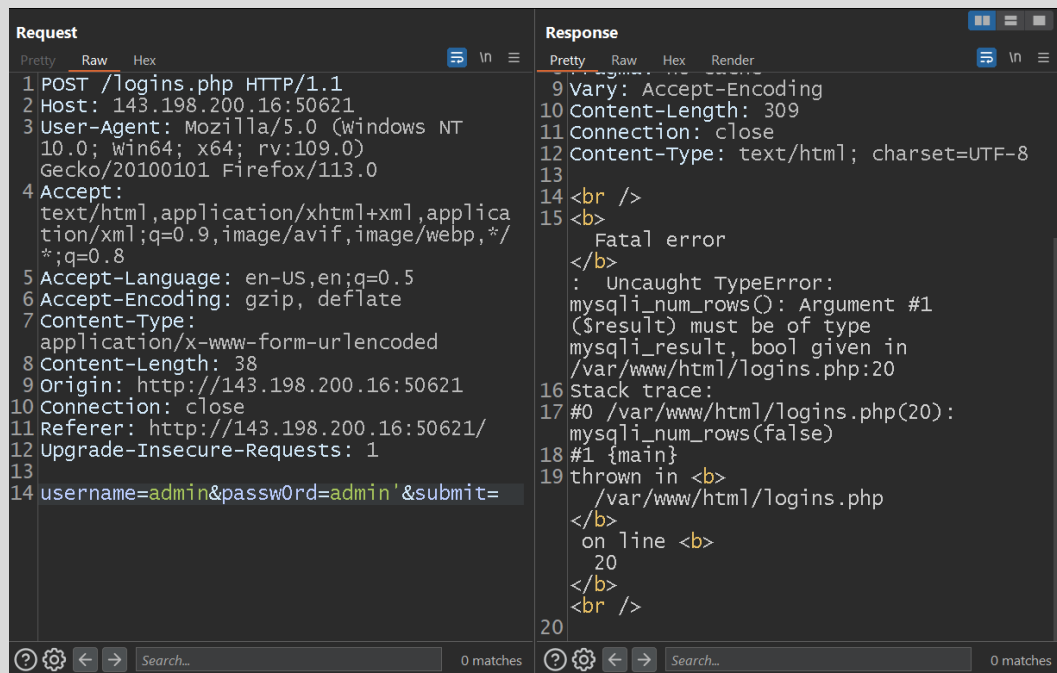 Request
Pretty Raw Hex \n
1 POST /logins.php HTTP/1.1
2 Host: 143.198.200.16:50621
3 User-Agent: Mozilla/5.0 (Windows NT
10.0; Win64; x64; rv:109.0)
Gecko/20100101 Firefox/113.0
4 Accept:
text/html,application/xhtml+xml,applica
tion/xml;q=0.9,image/avif,image/webp,*/
*;q=0.8
5 Accept-Language: en-US,en;q=0.5
6 Accept-Encoding: gzip, deflate
7 Content-Type:
application/x-www-form-urlencoded
8 Content-Length: 38
9 Origin: http://143.198.200.16:50621
10 Connection: close
11 Referer: http://143.198.200.16:50621/
12 Upgrade-Insecure-Requests: 1
13
14 username=admin&passw0rd=admin'&submit=
Search...
0 matches
Response
Pretty Raw Hex Render \n
9 Vary: Accept-Encoding
10 Content-Length: 309
11 Connection: close
12 Content-Type: text/html; charset=UTF-8
13
14 <br />
15 <b>
Fatal error
</b>
: Uncaught TypeError:
mysqli_num_rows(): Argument #1
($result) must be of type
mysqli_result, bool given in
/var/www/html/logins.php:20
16 Stack trace:
17 #0 /var/www/html/logins.php(20):
mysqli_num_rows(false)
18 #1 {main}
19 thrown in <b>
/var/www/html/logins.php
</b>
on line <b>
20
</b>
<br />
20
Search...
0 matches